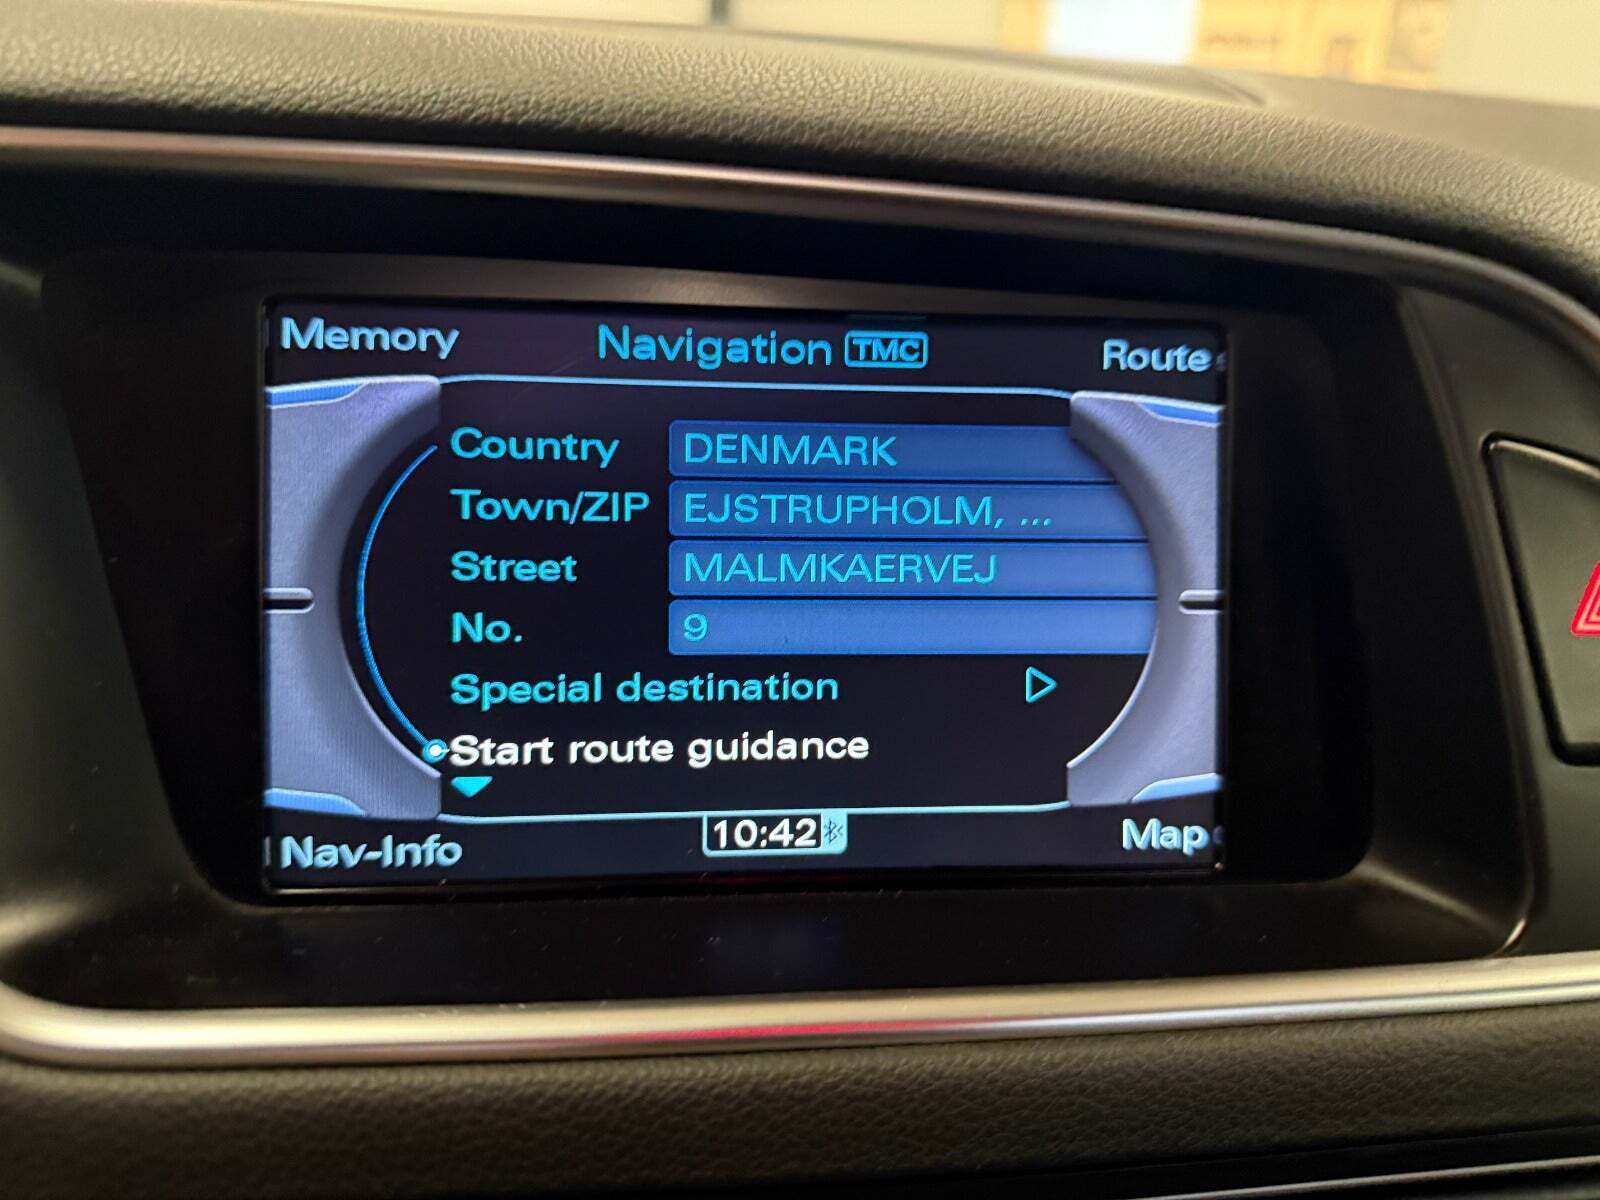 Memory
Navigation TMC
Route
Country DENMARK
Town/ZIP EJSTRUPHOLM, ...
Street MALMKAERVEJ
No. 9
Special destination
Start route guidance
Nav-Info
10:42
Map